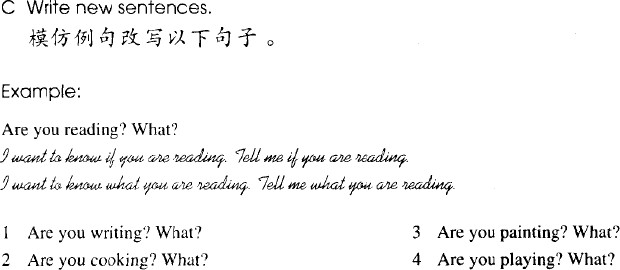 C Write new sentences.
模仿例句改写以下句子。
Example:
Are you reading? What?
I want to know if you are reading. Tell me if you are reading.
I want to know what you are reading. Tell me what you are reading.
1 Are you writing? What?
2 Are you cooking? What?
3 Are you painting? What?
4 Are you playing? What?